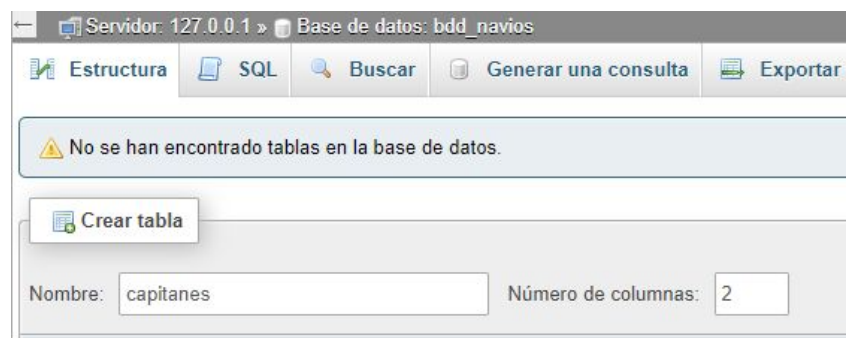 ← Servidor: 127.0.0.1 » Base de datos: bdd_navios
Estructura SQL Buscar Generar una consulta Exportar
No se han encontrado tablas en la base de datos.
Crear tabla
Nombre: capitanes Número de columnas: 2